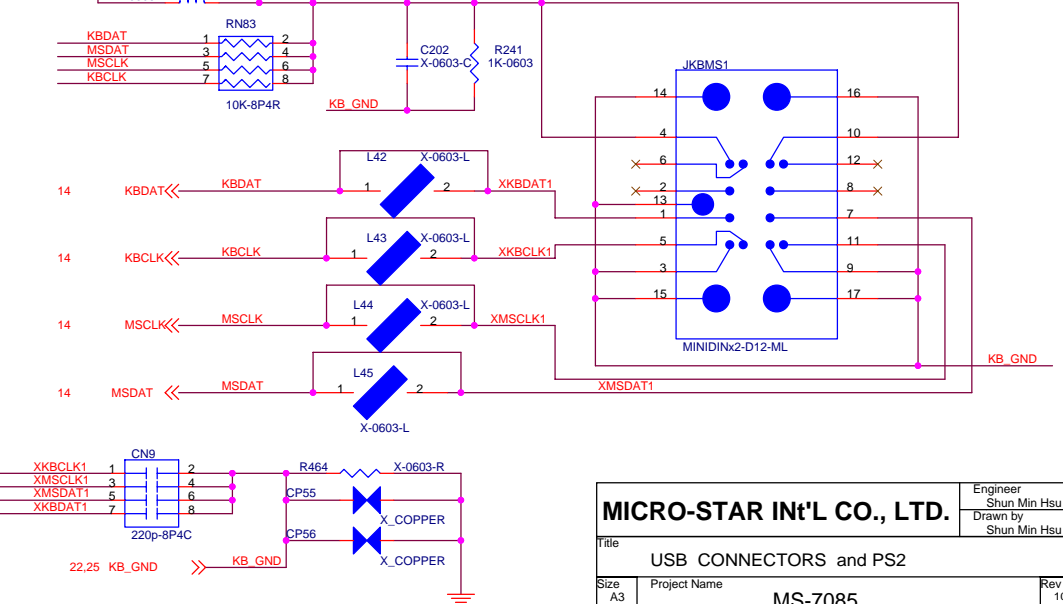 RN83
KBDAT 1 2
MSDAT 3 4
MSCLK 5 6
KBCLK 7 8
10K-8P4R
C202
X-0603-C
R241
1K-0603
KB_GND
JKBMS1
14 16
4 10
6 12
2 8
13
1 7
5 11
3 9
15 17
MINIDINx2-D12-ML
KB_GND
L42 X-0603-L
14 KBDAT KBDAT 1 2 XKBDAT1
L43 X-0603-L
14 KBCLK KBCLK 1 2 XKBCLK1
L44 X-0603-L
14 MSCLK MSCLK 1 2 XMSCLK1
L45
14 MSDAT MSDAT 1 2 XMSDAT1
X-0603-L
CN9
XKBCLK1 1 2
XMSCLK1 3 4
XMSDAT1 5 6
XKBDAT1 7 8
220p-8P4C
R464 X-0603-R
CP55
X_COPPER
CP56
X_COPPER
22,25 KB_GND KB_GND
MICRO-STAR INt'L CO., LTD.
Engineer
Shun Min Hsu
Drawn by
Shun Min Hsu
Title
USB CONNECTORS and PS2
Size
A3
Project Name
MS-7085
Rev